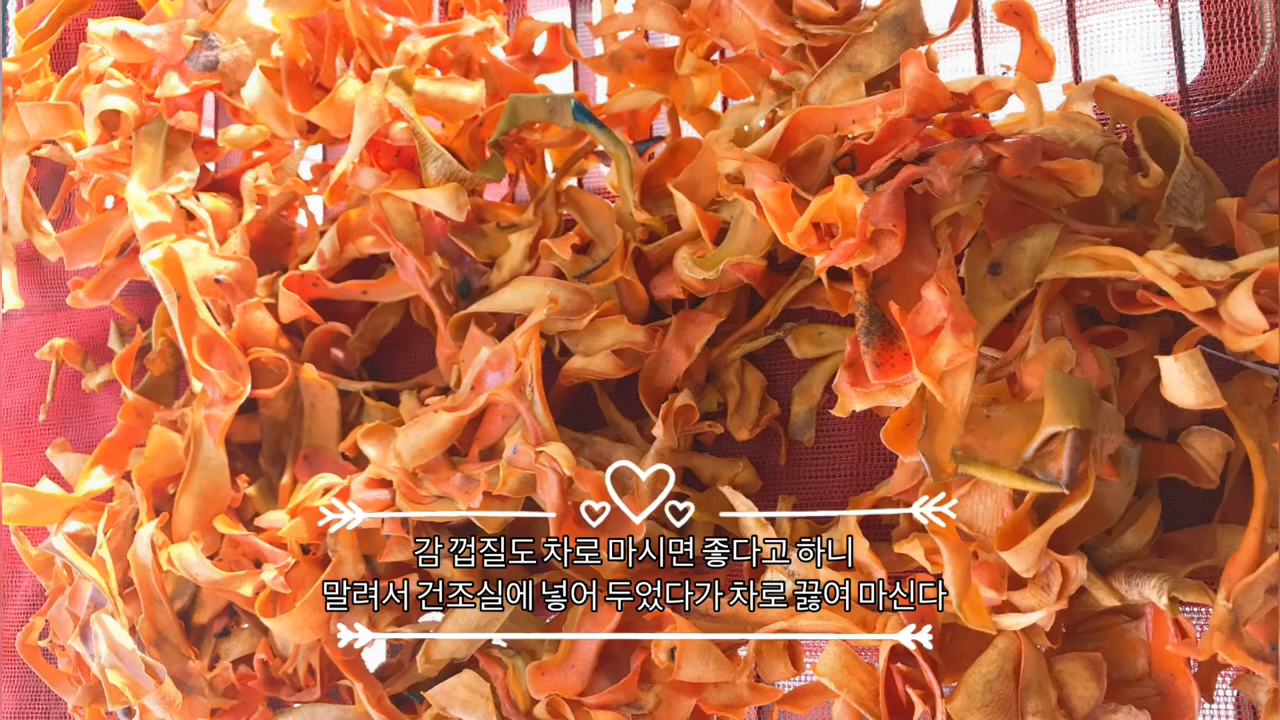 감 껍질도 차로 마시면 좋다고 하니
말려서 건조실에 넣어 두었다가 차로 끓여 마신다